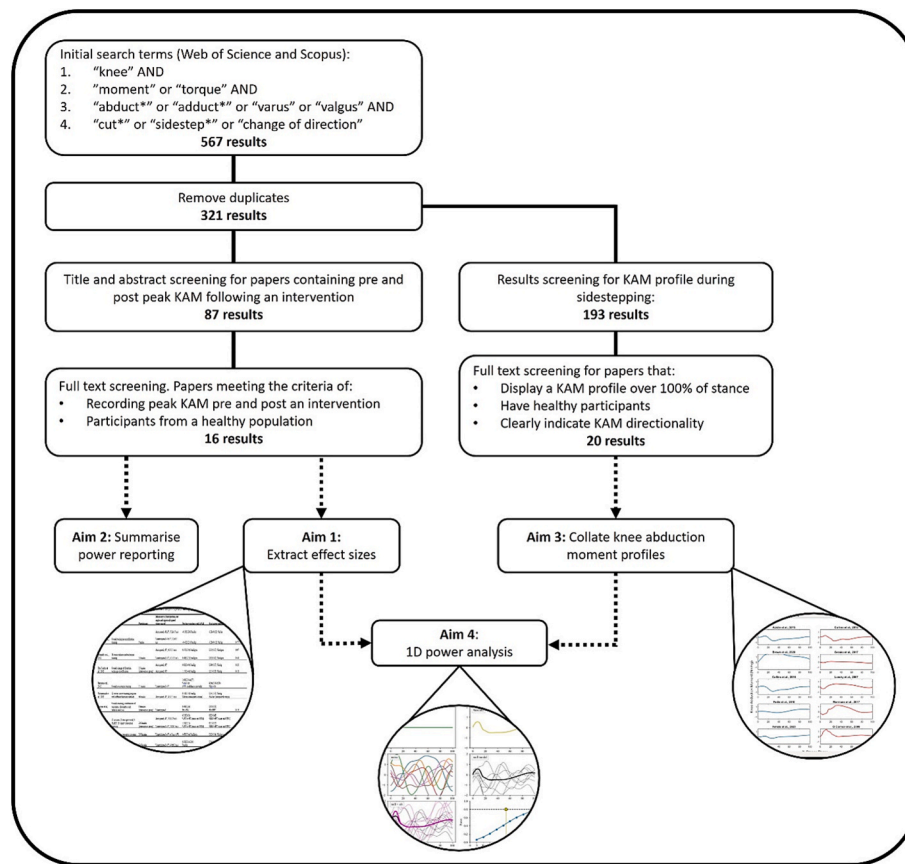 Initial search terms (Web of Science and Scopus):
1. “knee” AND
2. ”moment” or “torque” AND
3. “abduct*” or “adduct*” or “varus” or “valgus” AND
4. “cut*” or “sidestep*” or “change of direction”
567 results
Remove duplicates
321 results
Title and abstract screening for papers containing pre and
post peak KAM following an intervention
87 results
Results screening for KAM profile during
sidestepping:
193 results
Full text screening. Papers meeting the criteria of:
• Recording peak KAM pre and post an intervention
• Participants from a healthy population
16 results
Full text screening for papers that:
• Display a KAM profile over 100% of stance
• Have healthy participants
• Clearly indicate KAM directionality
20 results
Aim 2: Summarise
power reporting
Aim 1:
Extract effect sizes
Aim 3: Collate knee abduction
moment profiles
Aim 4:
1D power analysis